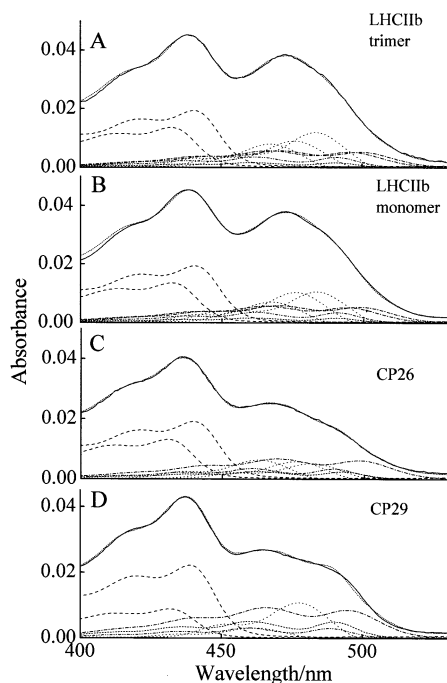 A
LHCIIb
trimer
0.04
0.02
0.00
B
LHCIIb
monomer
0.04
0.02
0.00
C
CP26
0.04
0.02
0.00
D
CP29
0.04
0.02
0.00
400
450
500
Absorbance
Wavelength/nm